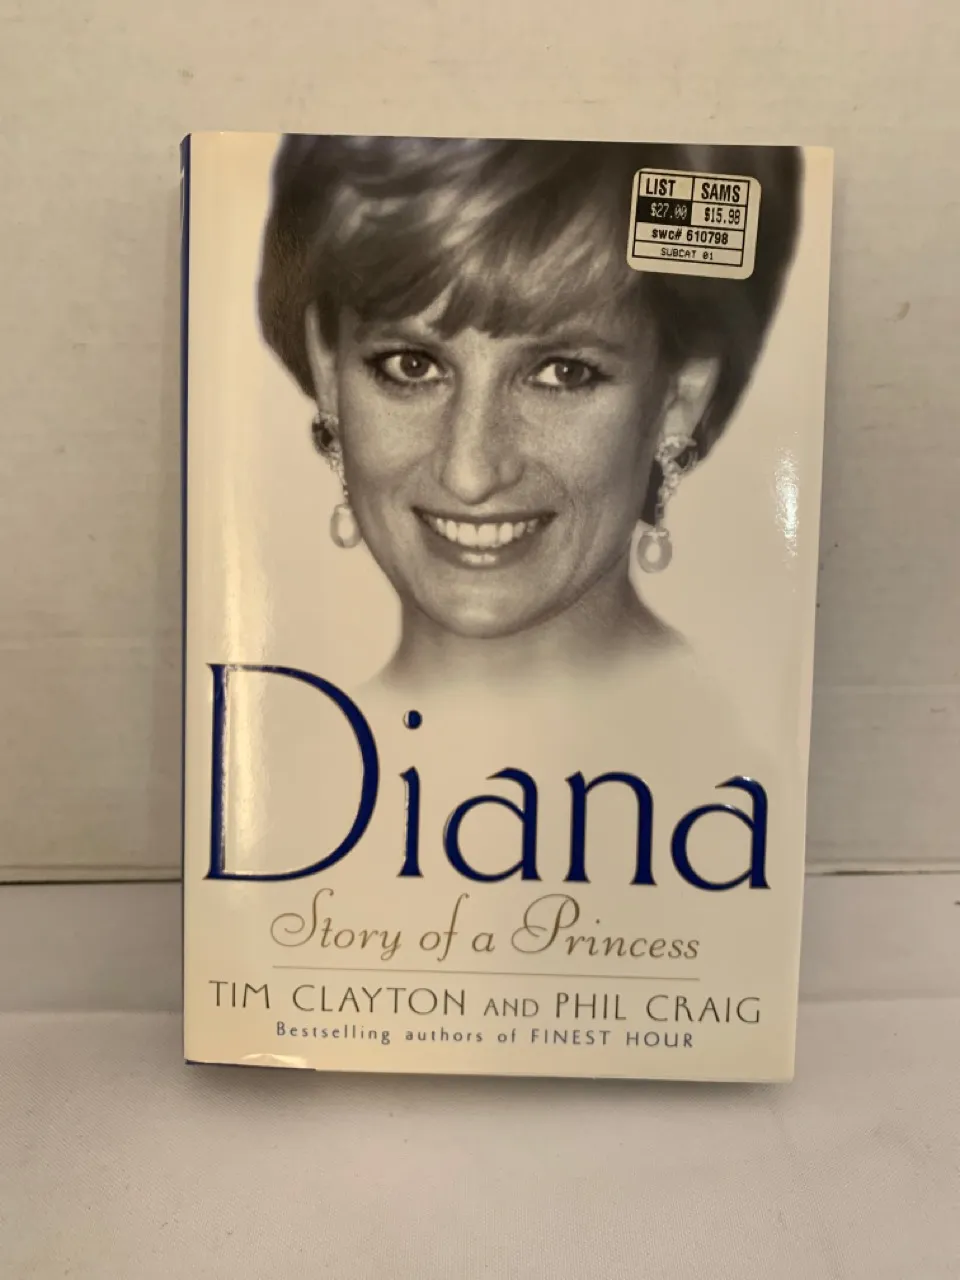 LIST SAMS
$27.00 $15.98
swc# 610798
SUBCAT 01
Diana
Story of a Princess
TIM CLAYTON AND PHIL CRAIG
Bestselling authors of FINEST HOUR